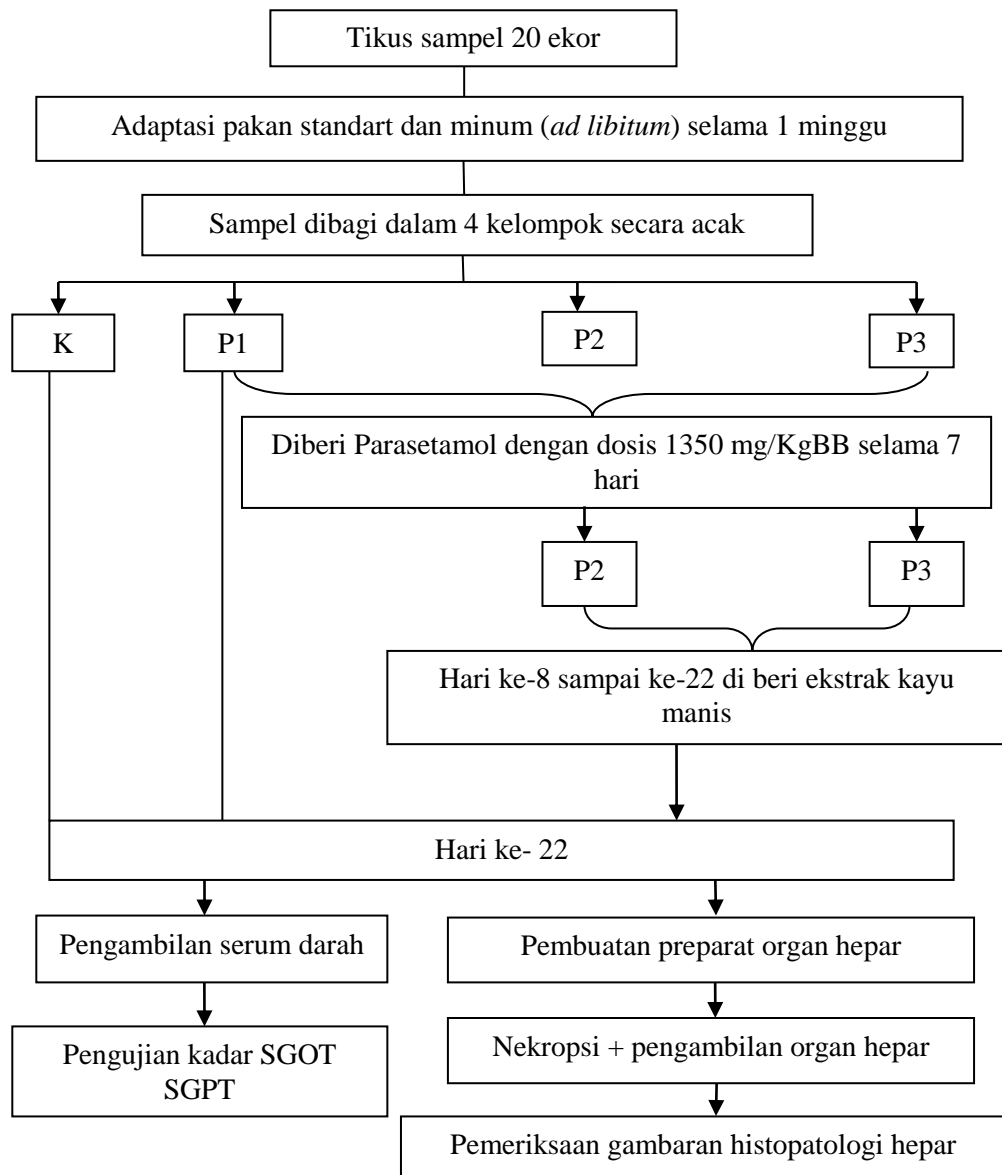 Tikus sampel 20 ekor
Adaptasi pakan standart dan minum (ad libitum) selama 1 minggu
Sampel dibagi dalam 4 kelompok secara acak
K
P1
P2
P3
Diberi Parasetamol dengan dosis 1350 mg/KgBB selama 7
hari
P2
P3
Hari ke-8 sampai ke-22 di beri ekstrak kayu
manis
Hari ke- 22
Pengambilan serum darah
Pembuatan preparat organ hepar
Pengujian kadar SGOT
SGPT
Nekropsi + pengambilan organ hepar
Pemeriksaan gambaran histopatologi hepar